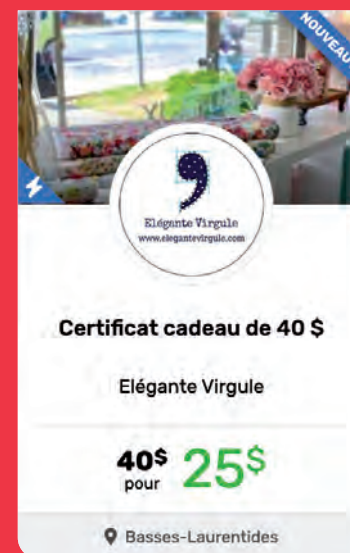 NOUVEAU
Elégante Virgule
www.elegantevirgule.com
Certificat cadeau de 40 $
Elégante Virgule
40$ pour 25$
Basses-Laurentides